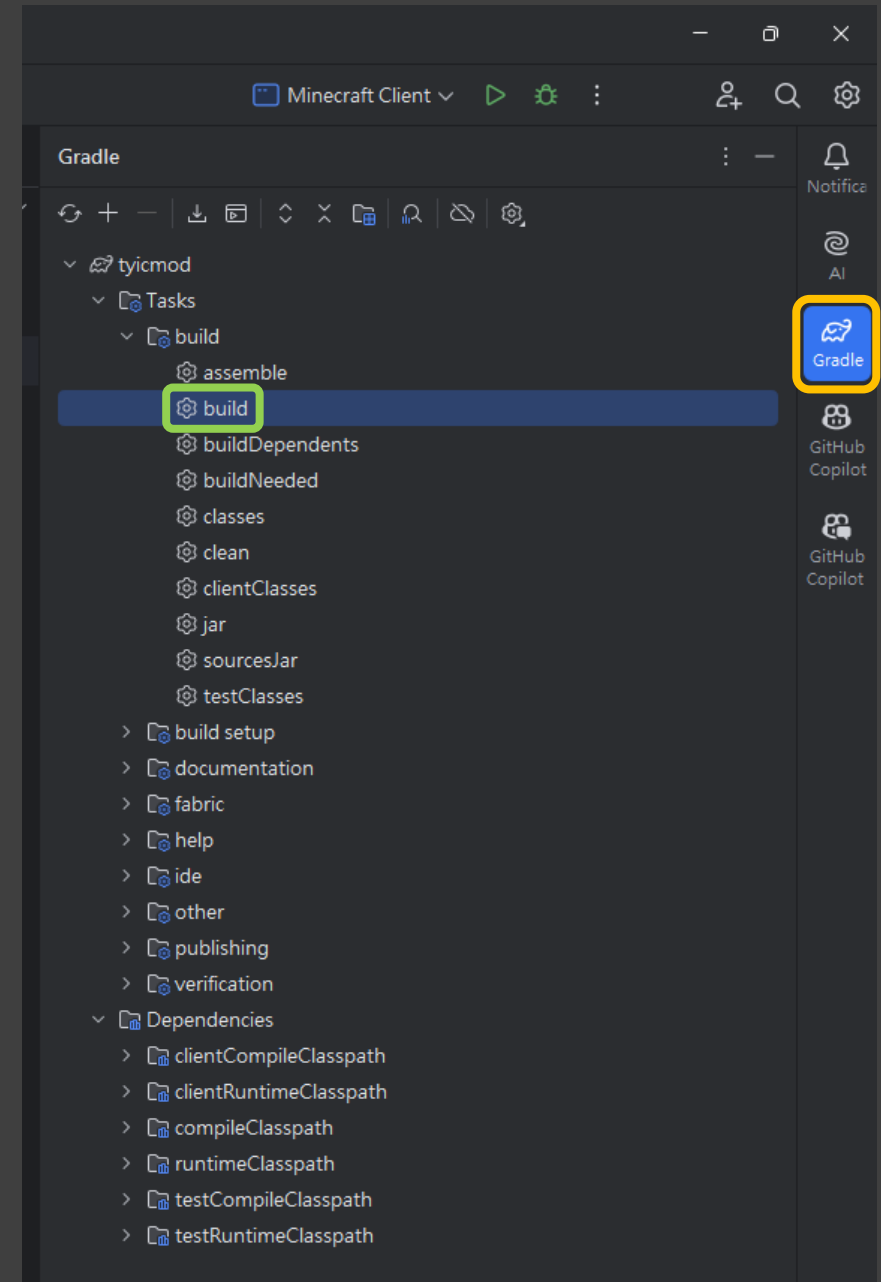 Minecraft Client
Gradle
Notifica
AI
Gradle
GitHub
Copilot
GitHub
Copilot
tyicmod
Tasks
build
assemble
build
buildDependents
buildNeeded
classes
clean
clientClasses
jar
sourcesJar
testClasses
build setup
documentation
fabric
help
ide
other
publishing
verification
Dependencies
clientCompileClasspath
clientRuntimeClasspath
compileClasspath
runtimeClasspath
testCompileClasspath
testRuntimeClasspath